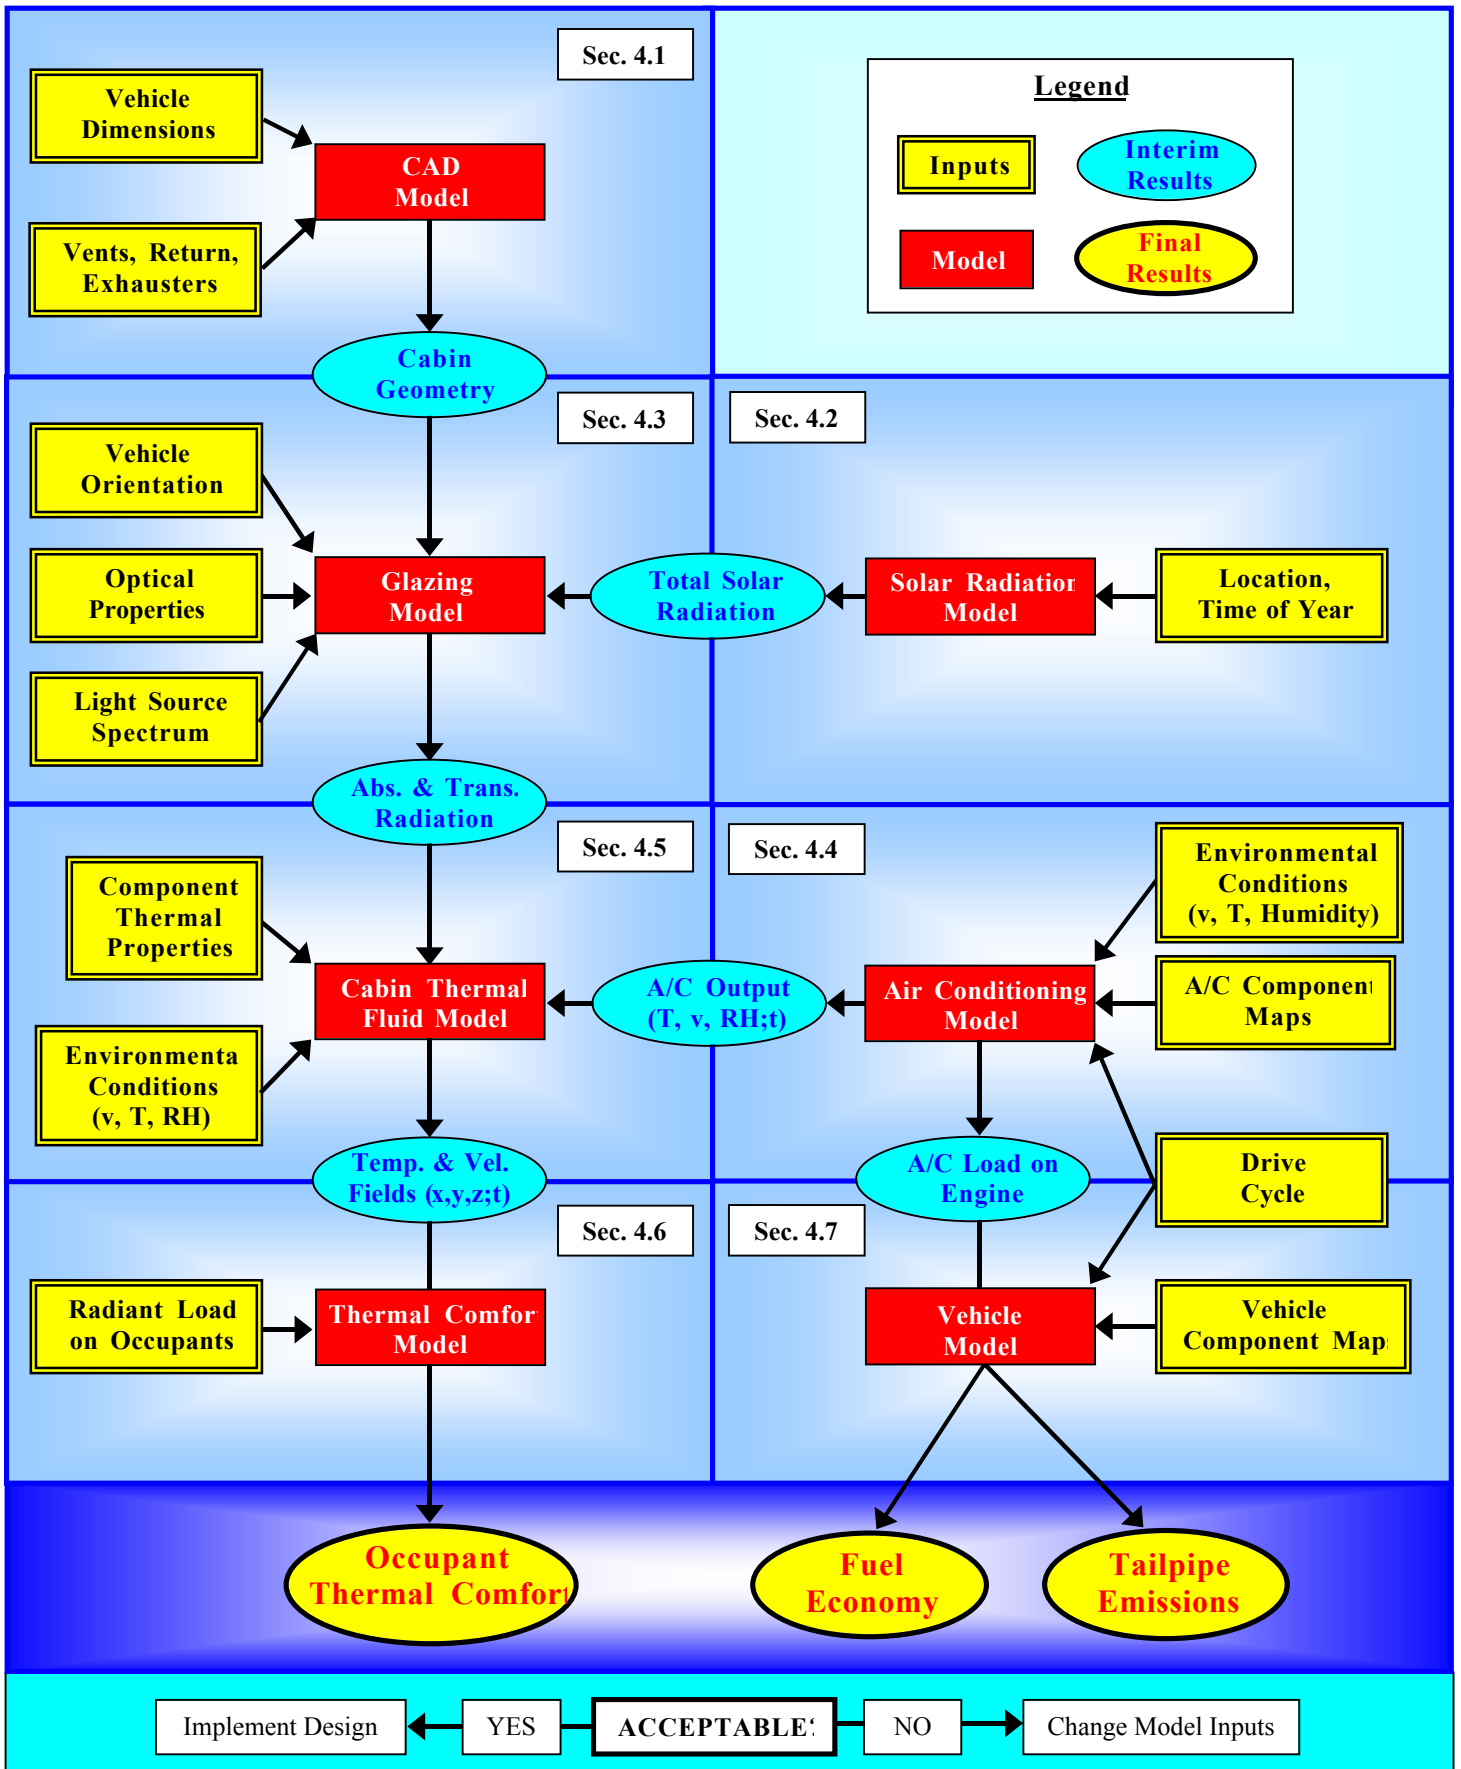 Sec. 4.1
Vehicle
Dimensions
CAD
Model
Vents, Return,
Exhausters
Cabin
Geometry
Legend
Inputs
Interim
Results
Model
Final
Results
Sec. 4.3
Vehicle
Orientation
Optical
Properties
Glazing
Model
Light Source
Spectrum
Abs. & Trans.
Radiation
Sec. 4.2
Total Solar
Radiation
Solar Radiation
Model
Location,
Time of Year
Sec. 4.5
Component
Thermal
Properties
Cabin Thermal
Fluid Model
Environmenta
Conditions
(v, T, RH)
Temp. & Vel.
Fields (x,y,z;t)
Sec. 4.4
Environmental
Conditions
(v, T, Humidity)
A/C Output
(T, v, RH;t)
Air Conditioning
Model
A/C Component
Maps
A/C Load on
Engine
Drive
Cycle
Sec. 4.6
Radiant Load
on Occupants
Thermal Comfor
Model
Sec. 4.7
Vehicle
Model
Vehicle
Component Map
Occupant
Thermal Comfort
Fuel
Economy
Tailpipe
Emissions
Implement Design
YES
ACCEPTABLE?
NO
Change Model Inputs